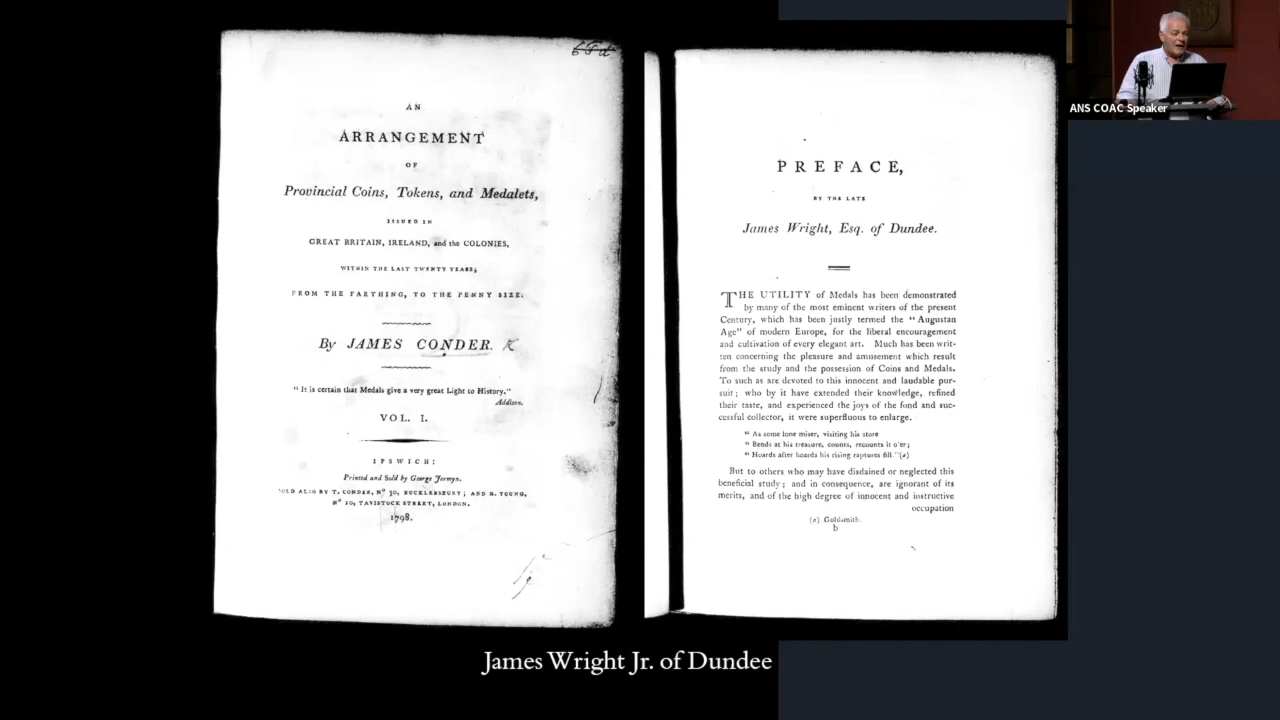 AN
ARRANGEMENT
OF
Provincial Coins, Tokens, and Medalets,
ISSUED IN
GREAT BRITAIN, IRELAND, and the COLONIES,
WITHIN THE LAST TWENTY YEARS;
FROM THE FARTHING, TO THE PENNY SIZE.
By JAMES CONDER.
“ It is certain that Medals give a very great Light to History.”
Addison.
VOL. I.
IPSWICH:
Printed and Sold by George Jermyn.
SOLD ALSO BY T. CONDER, Nº 30, BUCKLERSBURY; AND H. YOUNG,
Nº 10, TAVISTOCK STREET, LONDON.
1798.
PREFACE,
BY THE LATE
James Wright, Esq. of Dundee.
THE UTILITY of Medals has been demonstrated
by many of the most eminent writers of the present
Century, which has been justly termed the “ Augustan
Age” of modern Europe, for the liberal encouragement
and cultivation of every elegant art. Much has been writ-
ten concerning the pleasure and amusement which result
from the study and the possession of Coins and Medals.
To such as are devoted to this innocent and laudable pur-
suit; who by it have extended their knowledge, refined
their taste, and experienced the joys of the fond and suc-
cessful collector, it were superfluous to enlarge.
“ As some lone miser, visiting his store
“ Bends at his treasure, counts, recounts it o'er;
“ Hoards after hoards his rising raptures fill.”(a)
But to others who may have disdained or neglected this
beneficial study; and in consequence, are ignorant of its
merits, and of the high degree of innocent and instructive
occupation
(a) Goldsmith.
b
ANS COAC Speaker
James Wright Jr. of Dundee